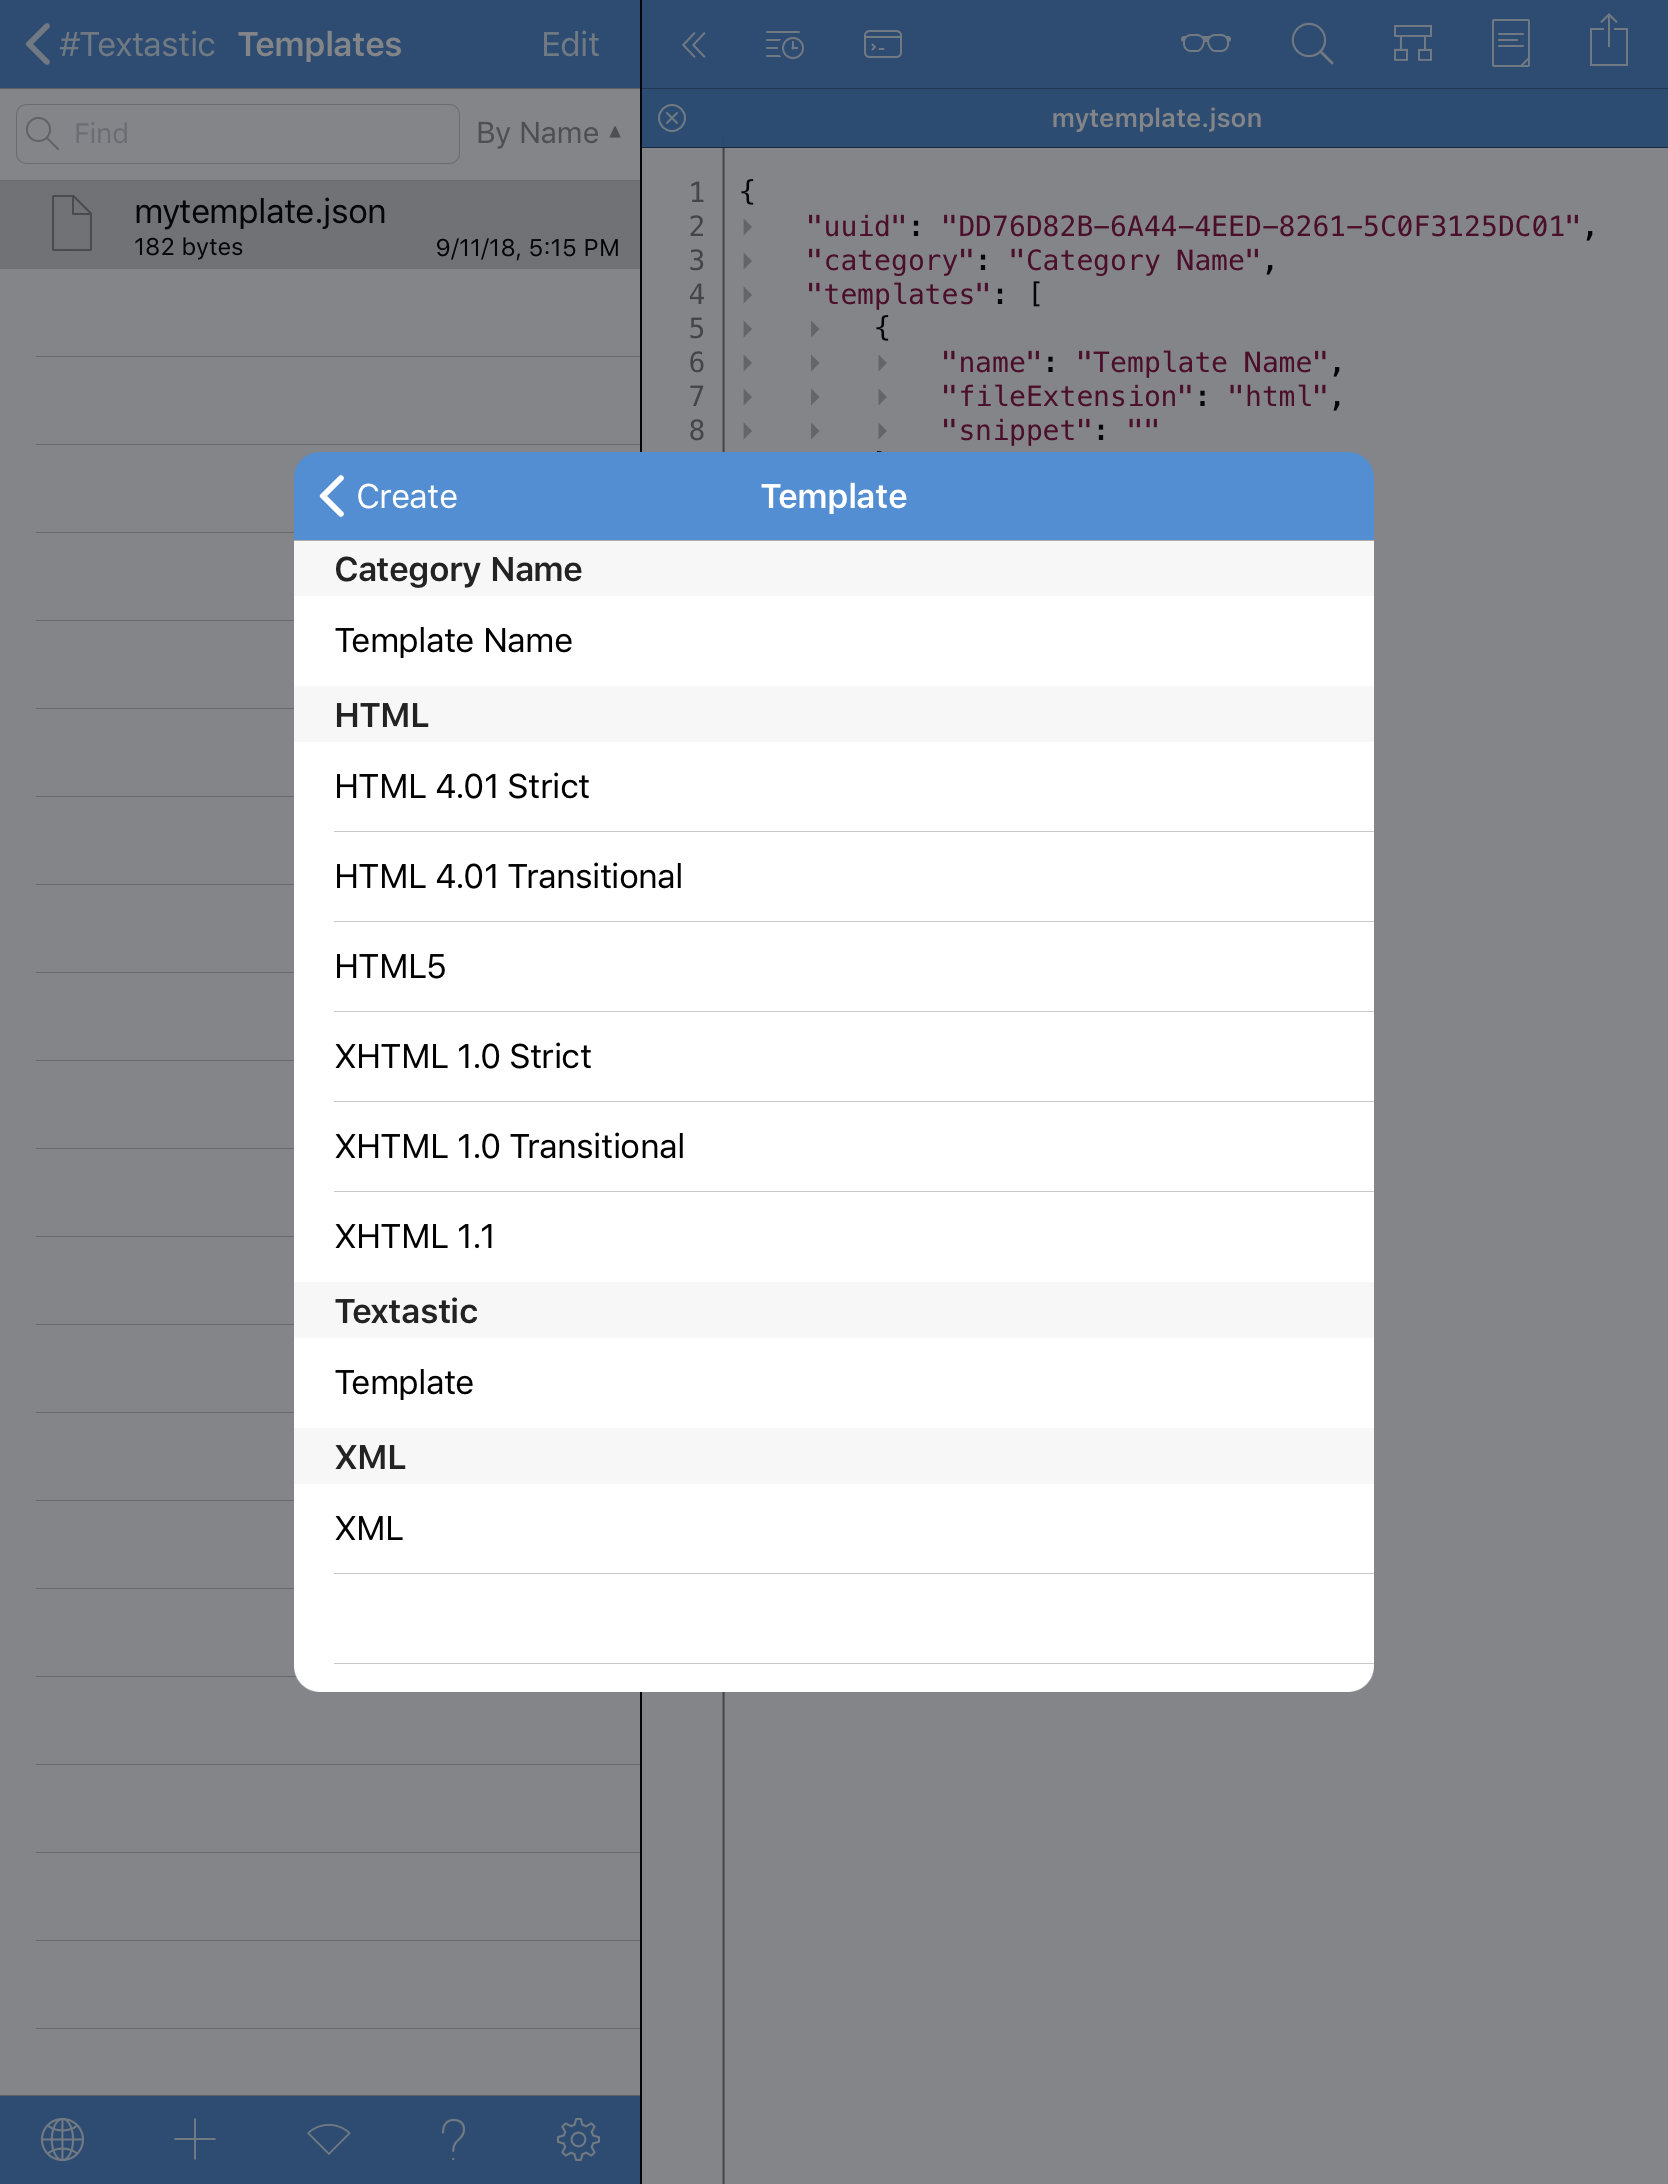 #Textastic Templates Edit
Find By Name ▲
mytemplate.json
182 bytes 9/11/18, 5:15 PM
mytemplate.json
1 {
2 "uuid": "DD76D82B-6A44-4EED-8261-5C0F3125DC01",
3 "category": "Category Name",
4 "templates": [
5 {
6 "name": "Template Name",
7 "fileExtension": "html",
8 "snippet": ""
Create Template
Category Name
Template Name
HTML
HTML 4.01 Strict
HTML 4.01 Transitional
HTML5
XHTML 1.0 Strict
XHTML 1.0 Transitional
XHTML 1.1
Textastic
Template
XML
XML